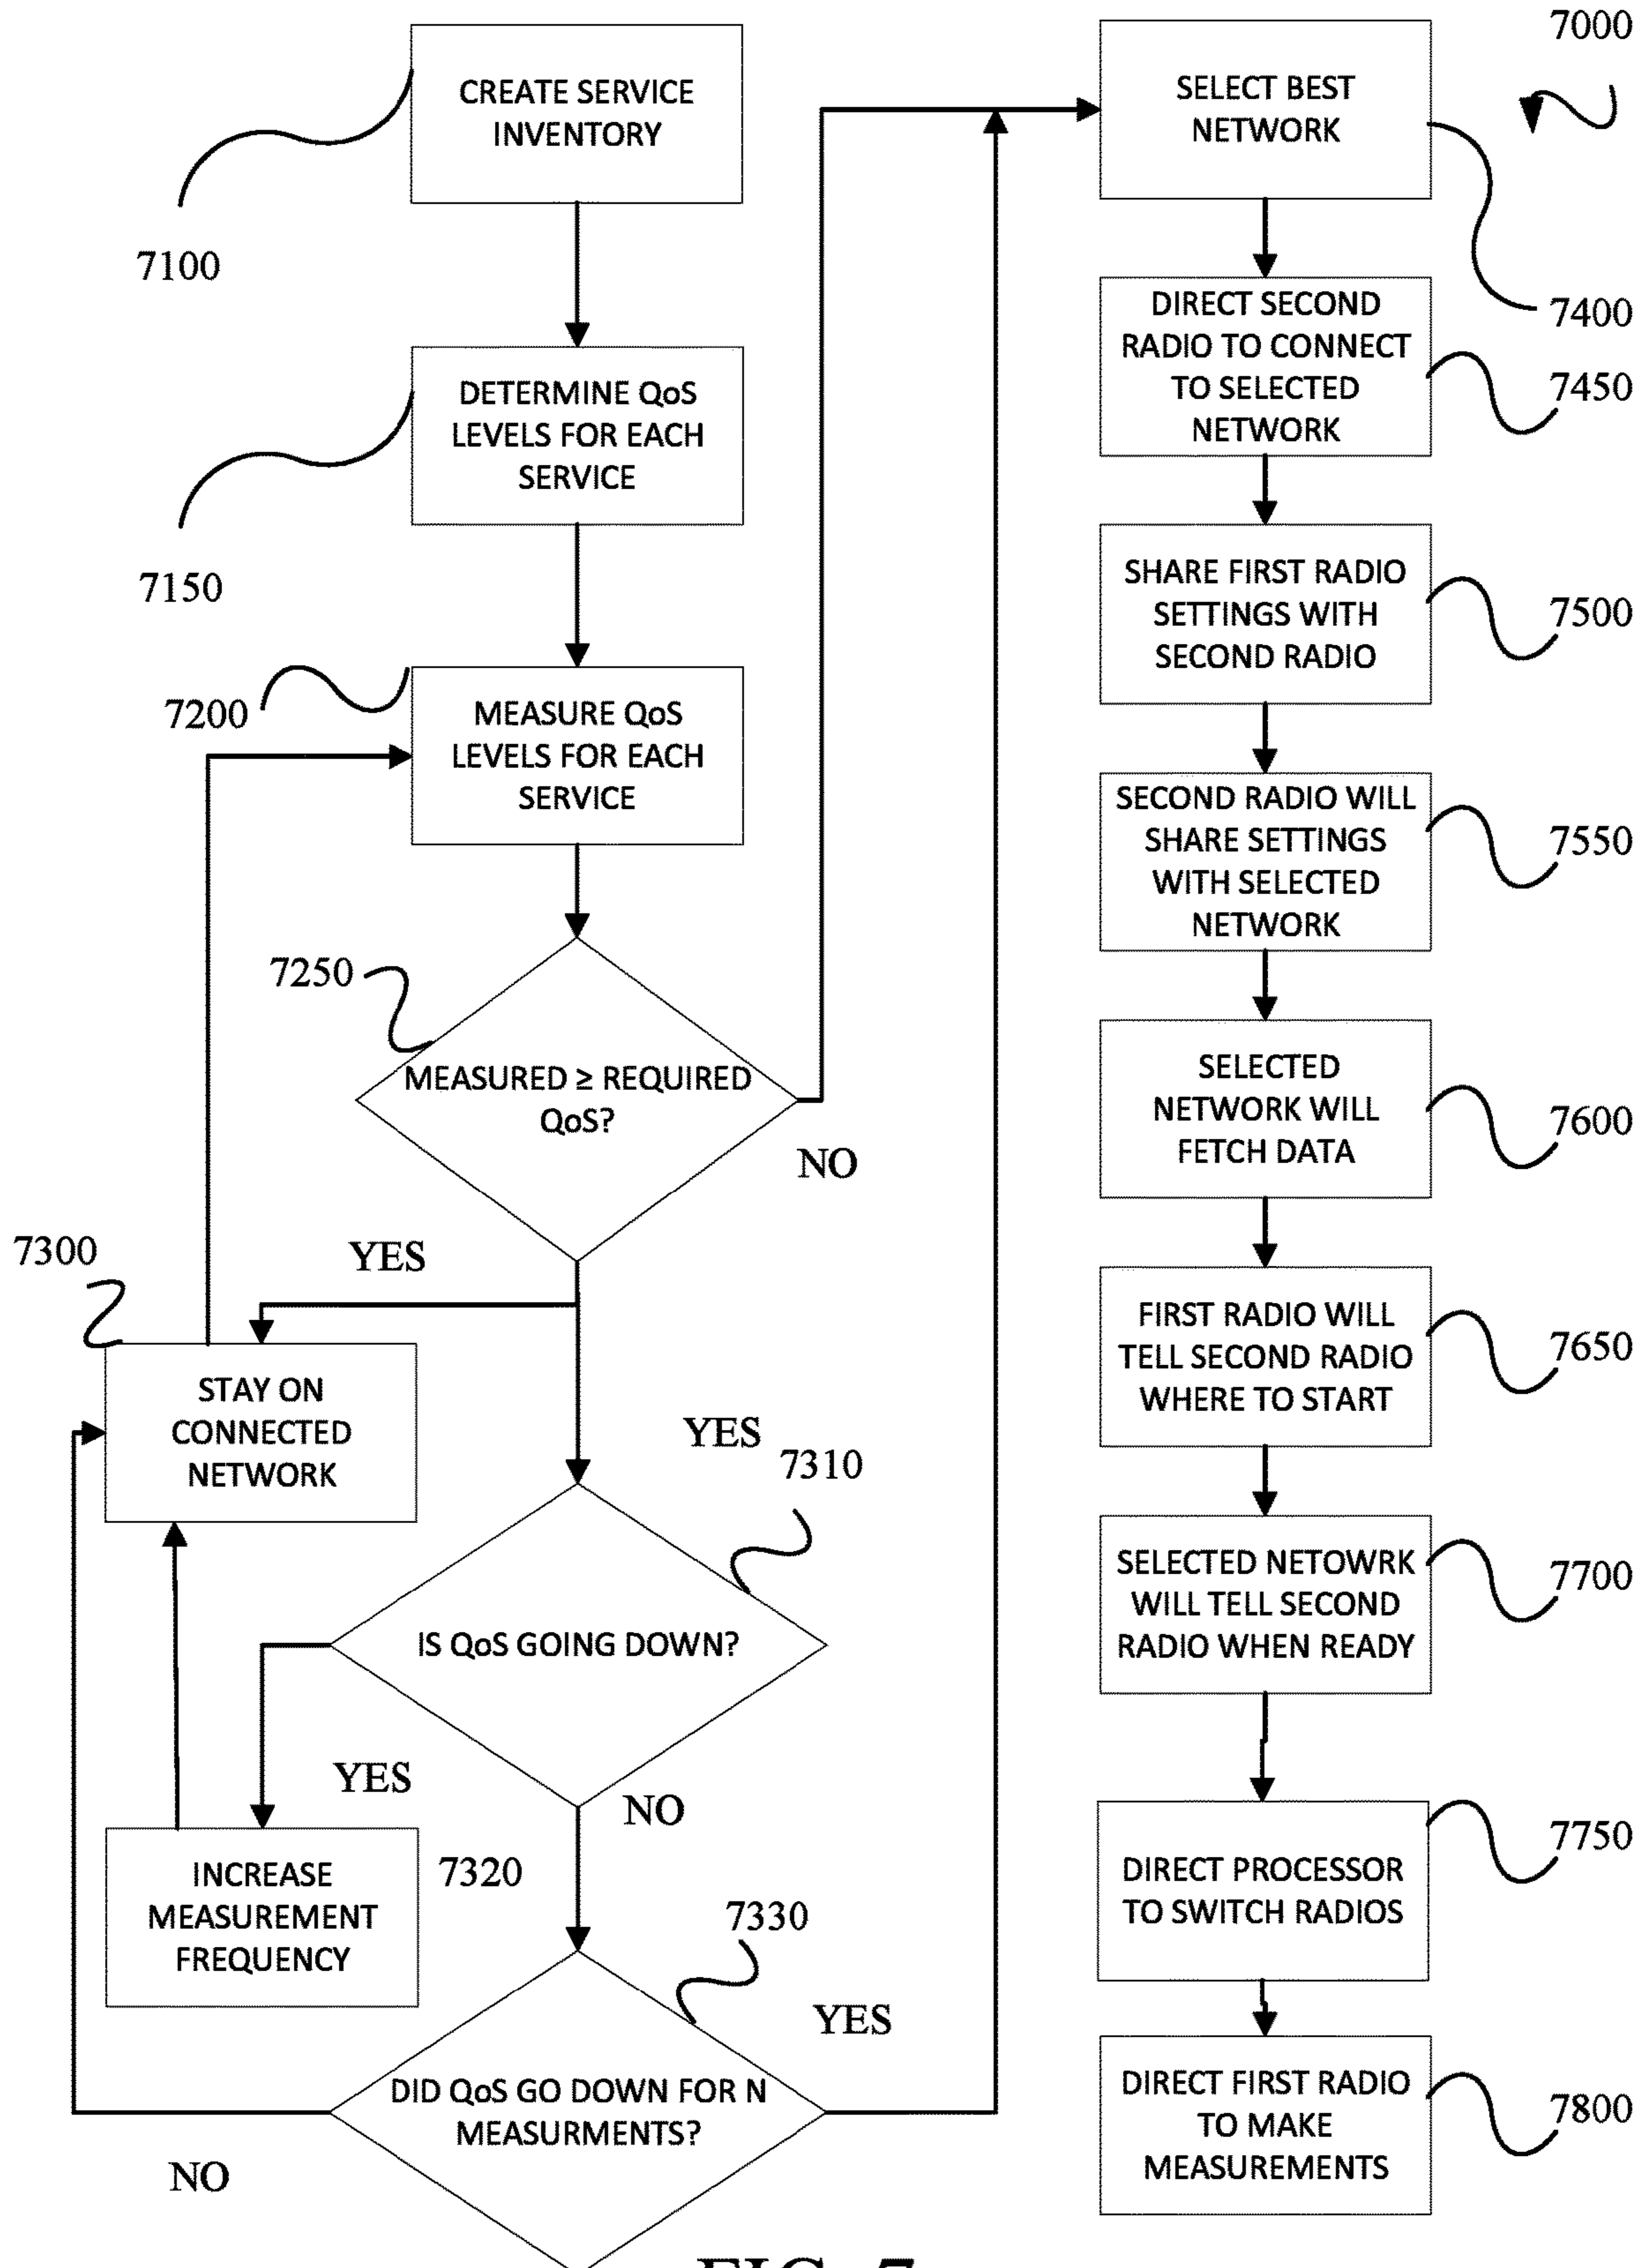 CREATE SERVICE
INVENTORY
7100
DETERMINE QoS
LEVELS FOR EACH
SERVICE
7150
MEASURE QoS
LEVELS FOR EACH
SERVICE
7200
7250
MEASURED ≥ REQUIRED
QoS?
NO
YES
7300
STAY ON
CONNECTED
NETWORK
YES
7310
IS QoS GOING DOWN?
YES
NO
INCREASE
MEASUREMENT
FREQUENCY
7320
7330
DID QoS GO DOWN FOR N
MEASURMENTS?
YES
NO
7000
SELECT BEST
NETWORK
7400
DIRECT SECOND
RADIO TO CONNECT
TO SELECTED
NETWORK
7450
SHARE FIRST RADIO
SETTINGS WITH
SECOND RADIO
7500
SECOND RADIO WILL
SHARE SETTINGS
WITH SELECTED
NETWORK
7550
SELECTED
NETWORK WILL
FETCH DATA
7600
FIRST RADIO WILL
TELL SECOND RADIO
WHERE TO START
7650
SELECTED NETOWRK
WILL TELL SECOND
RADIO WHEN READY
7700
DIRECT PROCESSOR
TO SWITCH RADIOS
7750
DIRECT FIRST RADIO
TO MAKE
MEASUREMENTS
7800